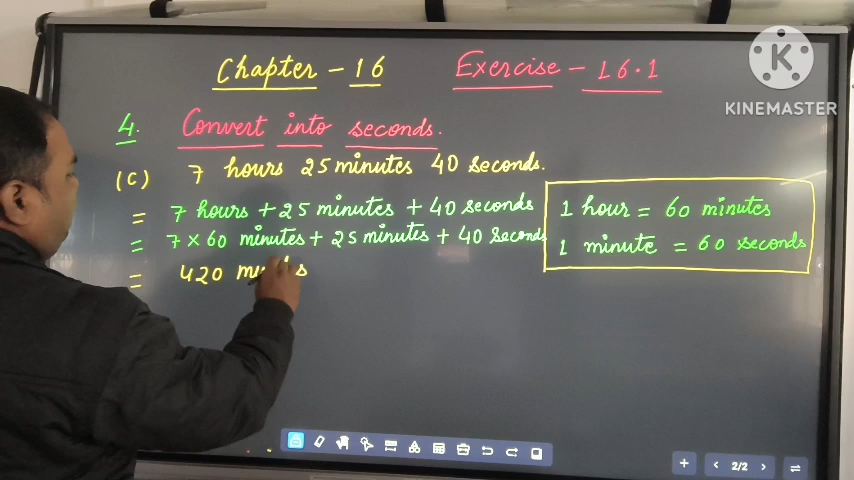 Chapter - 16 Exercise - 16.1
KINEMASTER
4. Convert into seconds.
(C) 7 hours 25 minutes 40 seconds.
= 7 hours + 25 minutes + 40 seconds
= 7 × 60 minutes + 25 minutes + 40 seconds
= 420
1 hour = 60 minutes
1 minute = 60 seconds
2/2